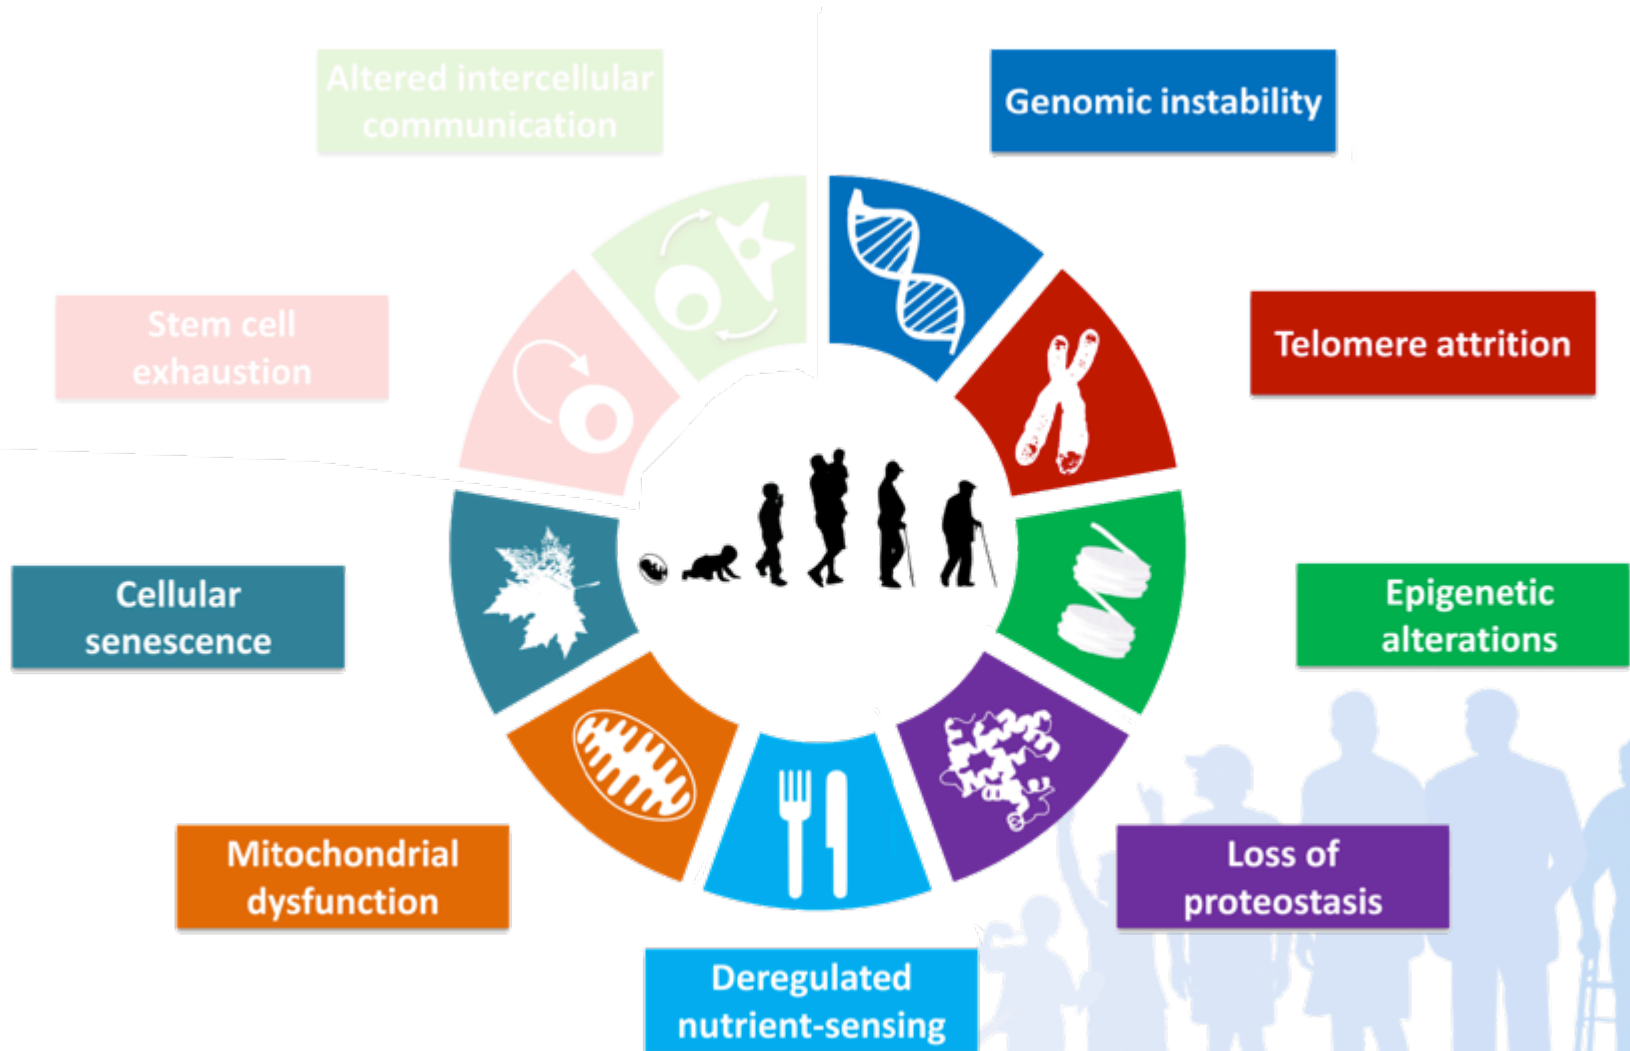 Altered intercellular
communication
Genomic instability
Stem cell
exhaustion
Telomere attrition
Cellular
senescence
Epigenetic
alterations
Mitochondrial
dysfunction
Loss of
proteostasis
Deregulated
nutrient-sensing